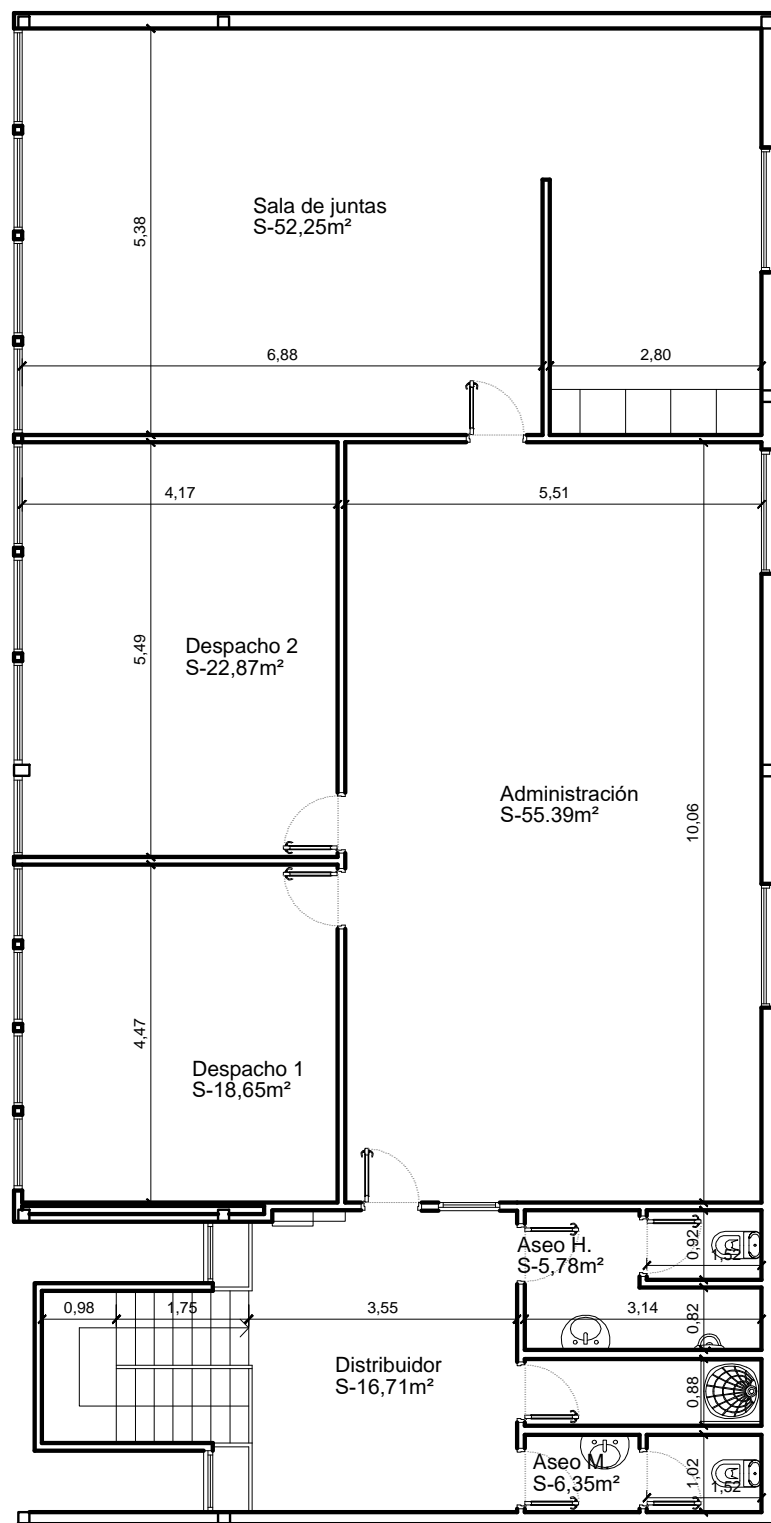 Sala de juntas
S-52,25m²
5,38
6,88
2,80
4,17
5,51
5,49
Despacho 2
S-22,87m²
Administración
S-55.39m²
10,06
4,47
Despacho 1
S-18,65m²
Aseo H.
S-5,78m²
0,92
1,52
0,98
1,75
3,55
3,14
0,82
Distribuidor
S-16,71m²
0,88
Aseo M.
S-6,35m²
1,02
1,52